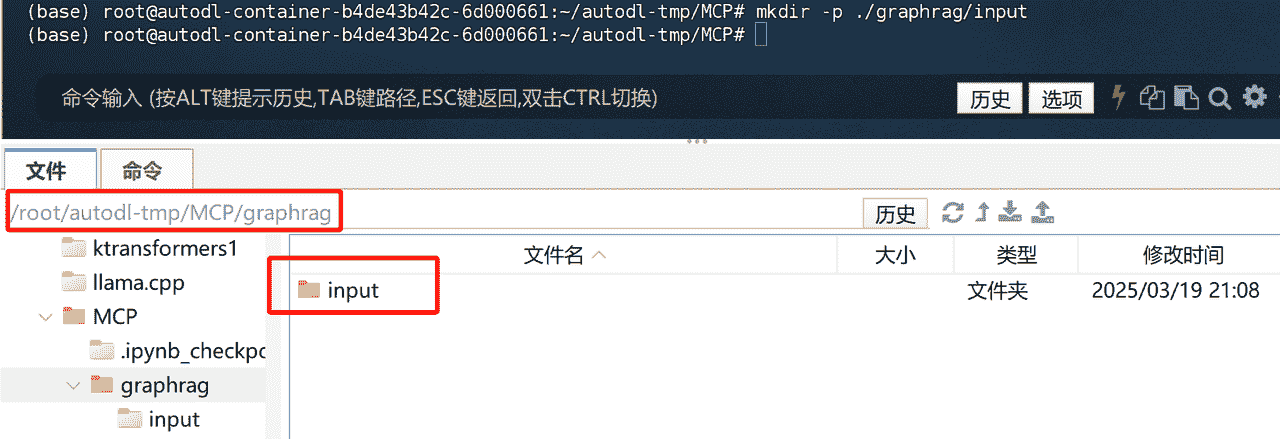 (base) root@autodl-container-b4de43b42c-6d000661:~/autodl-tmp/MCP# mkdir -p ./graphrag/input
(base) root@autodl-container-b4de43b42c-6d000661:~/autodl-tmp/MCP#
命令输入 (按ALT键提示历史,TAB键路径,ESC键返回,双击CTRL切换)
历史 选项
文件 命令
/root/autodl-tmp/MCP/graphrag
历史
ktransformers1
llama.cpp
MCP
.ipynb_checkpo
graphrag
input
文件名 大小 类型 修改时间
input 文件夹 2025/03/19 21:08